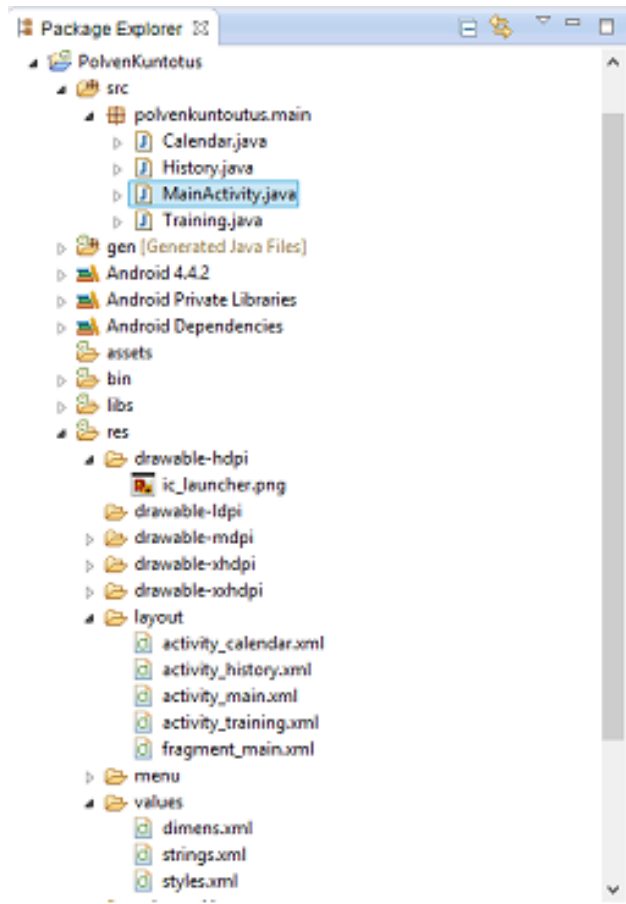 Package Explorer
PolvenKuntotus
src
polvenkuntoutus.main
Calendar.java
History.java
MainActivity.java
Training.java
gen [Generated Java Files]
Android 4.4.2
Android Private Libraries
Android Dependencies
assets
bin
libs
res
drawable-hdpi
ic_launcher.png
drawable-ldpi
drawable-mdpi
drawable-xhdpi
drawable-xxhdpi
layout
activity_calendar.xml
activity_history.xml
activity_main.xml
activity_training.xml
fragment_main.xml
menu
values
dimens.xml
strings.xml
styles.xml